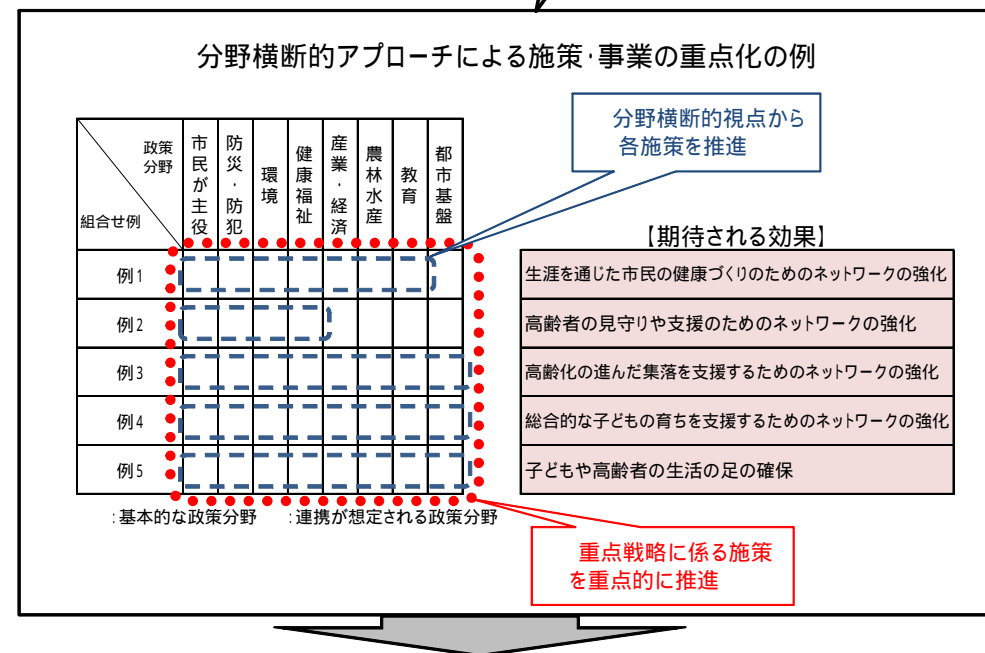 分野横断的アプローチによる施策・事業の重点化の例
分野横断的視点から
各施策を推進
政策
分野
組合せ例
市民が主役
防災・防犯
環境
健康福祉
産業・経済
農林水産
教育
都市基盤
【期待される効果】
例1
生涯を通じた市民の健康づくりのためのネットワークの強化
例2
高齢者の見守りや支援のためのネットワークの強化
例3
高齢化の進んだ集落を支援するためのネットワークの強化
例4
総合的な子どもの育ちを支援するためのネットワークの強化
例5
子どもや高齢者の生活の足の確保
:基本的な政策分野 :連携が想定される政策分野
重点戦略に係る施策
を重点的に推進